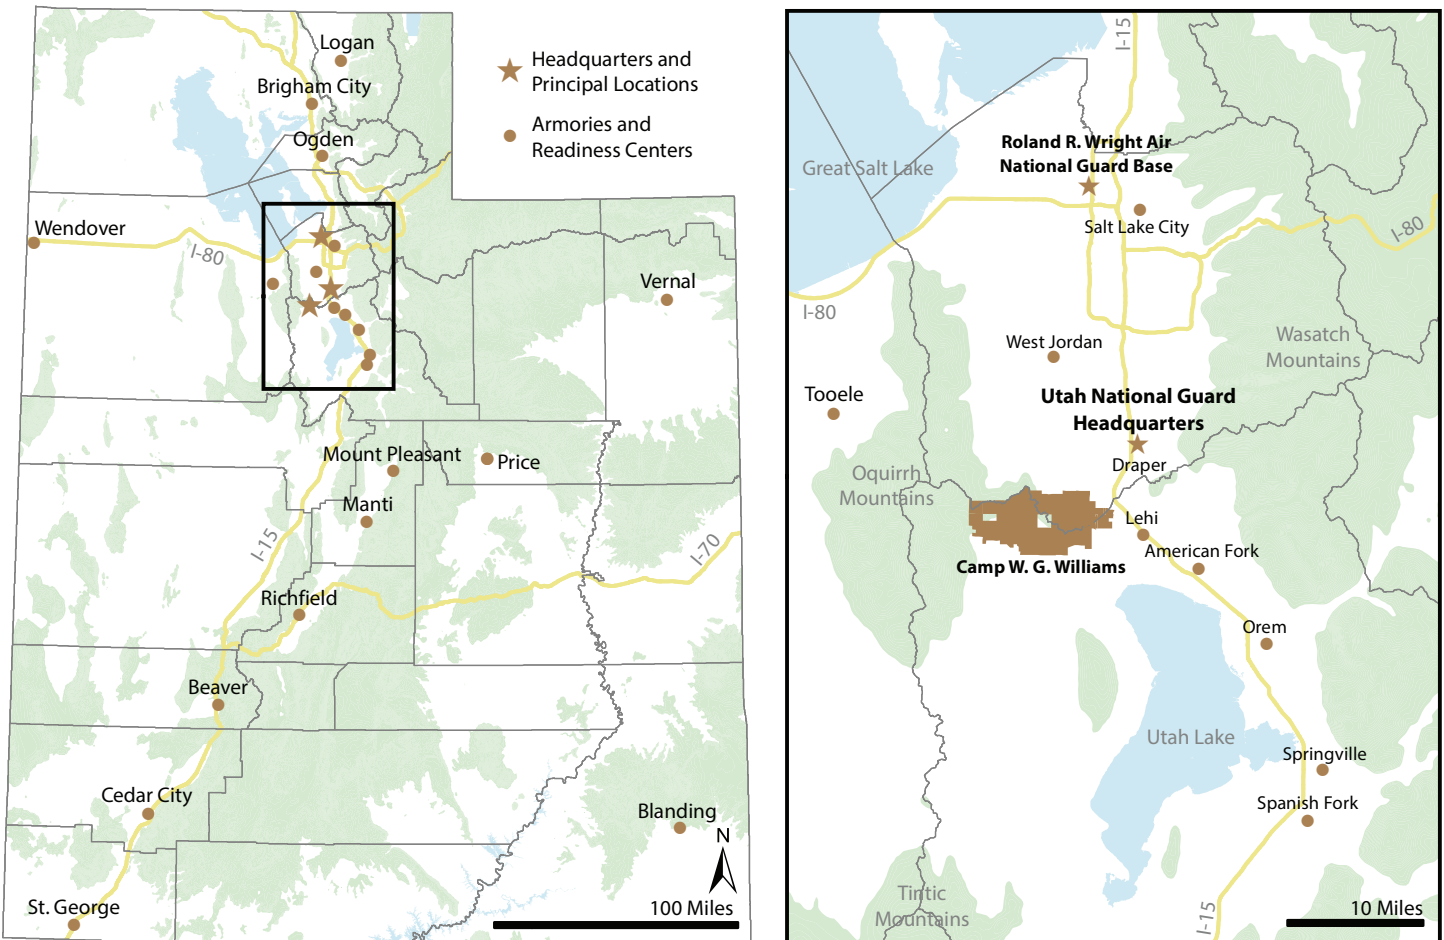 Logan
Brigham City
Ogden
Headquarters and
Principal Locations
Armories and
Readiness Centers
Wendover
I-80
Vernal
Mount Pleasant
Price
Manti
I-15
I-70
Richfield
Beaver
Cedar City
Blanding
N
St. George
100 Miles
I-15
Roland R. Wright Air
National Guard Base
Great Salt Lake
Salt Lake City
I-80
I-80
West Jordan
Wasatch
Mountains
Tooele
Utah National Guard
Headquarters
Draper
Oquirrh
Mountains
Lehi
American Fork
Camp W. G. Williams
Orem
Utah Lake
Springville
Spanish Fork
Tintic
Mountains
I-15
10 Miles